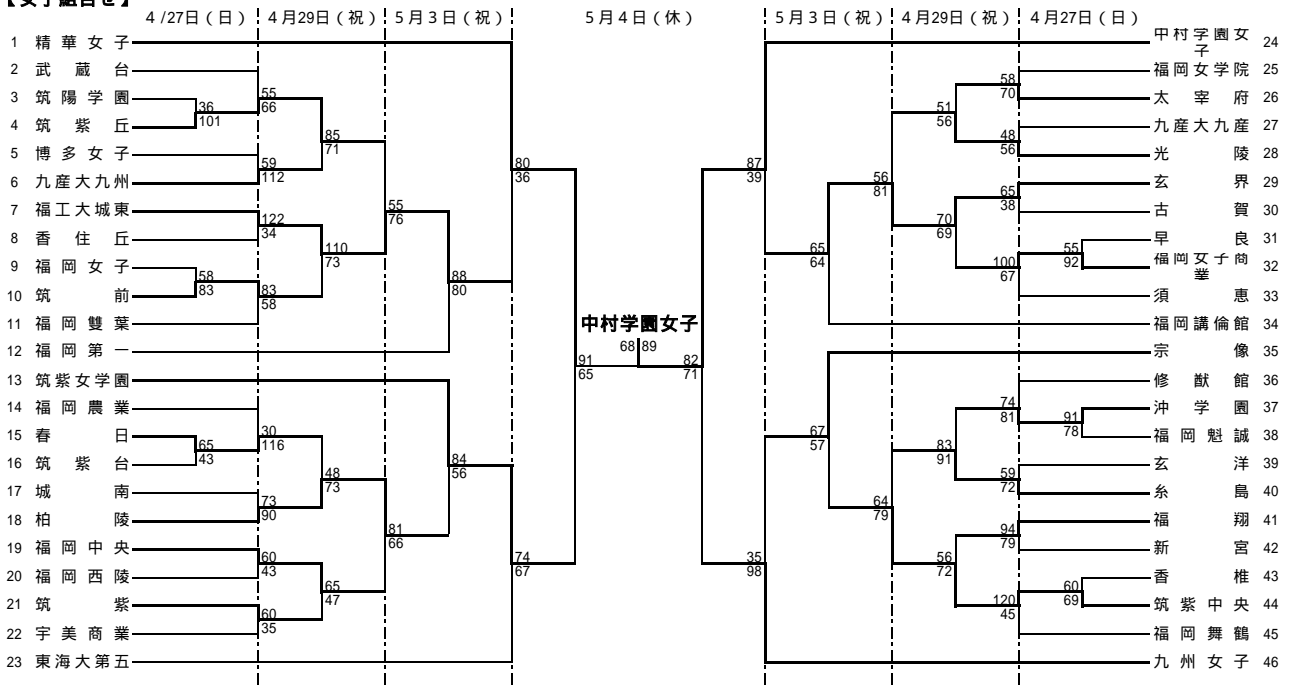 【女子組合せ】
4/27日(日) 4月29日(祝) 5月3日(祝) 5月4日(休) 5月3日(祝) 4月29日(祝) 4月27日(日)
1 精華女子
2 武蔵台
3 筑陽学園
4 筑紫丘
5 博多女子
6 九産大九州
7 福工大城東
8 香住丘
9 福岡女子
10 筑前
11 福岡雙葉
12 福岡第一
13 筑紫女学園
14 福岡農業
15 春日
16 筑紫台
17 城南
18 柏陵
19 福岡中央
20 福岡西陵
21 筑紫
22 宇美商業
23 東海大第五
36
101
58
83
65
43
55
66
59
112
122
34
83
58
30
116
73
90
60
43
60
35
85
71
110
73
48
73
65
47
55
76
81
66
88
80
84
56
80
36
74
67
91
65
中村学園女子
68 89
82
71
87
39
35
98
65
64
67
57
56
81
64
79
51
56
70
69
83
91
56
72
58
70
48
56
65
38
100
67
74
81
59
72
94
79
120
45
55
92
91
78
60
69
中村学園女子 24
福岡女学院 25
太宰府 26
九産大九産 27
光陵 28
玄界 29
古賀 30
早良 31
福岡女子商業 32
須恵 33
福岡講倫館 34
宗像 35
修猷館 36
沖学園 37
福岡魁誠 38
玄洋 39
糸島 40
福翔 41
新宮 42
香椎 43
筑紫中央 44
福岡舞鶴 45
九州女子 46